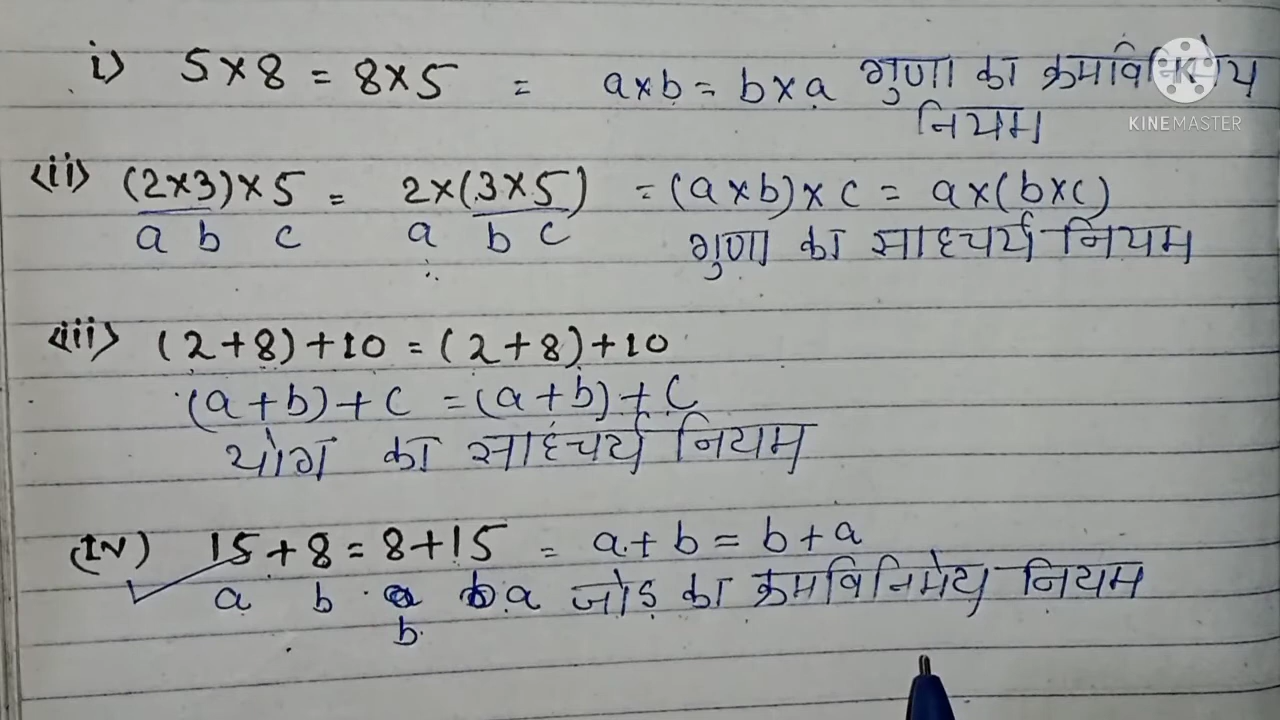 i) 5×8 = 8×5 = a×b = b×a गुणा का क्रमविनिमेय
नियम
KINEMASTER
(ii) (2×3)×5 = 2×(3×5) = (a×b)×c = a×(b×c)
a b c a b c गुणा का साहचर्य नियम
(iii) (2+8)+10 = (2+8)+10
(a+b)+c = (a+b)+c
योग का साहचर्य नियम
(iv) 15+8 = 8+15 = a+b = b+a
a b a जोड़ का क्रमविनिमेय नियम
b